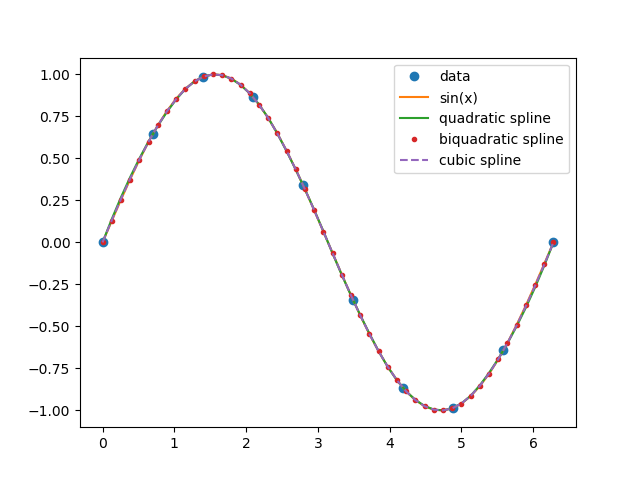 1.00
0.75
0.50
0.25
0.00
−0.25
−0.50
−0.75
−1.00
0 1 2 3 4 5 6
data
sin(x)
quadratic spline
biquadratic spline
cubic spline